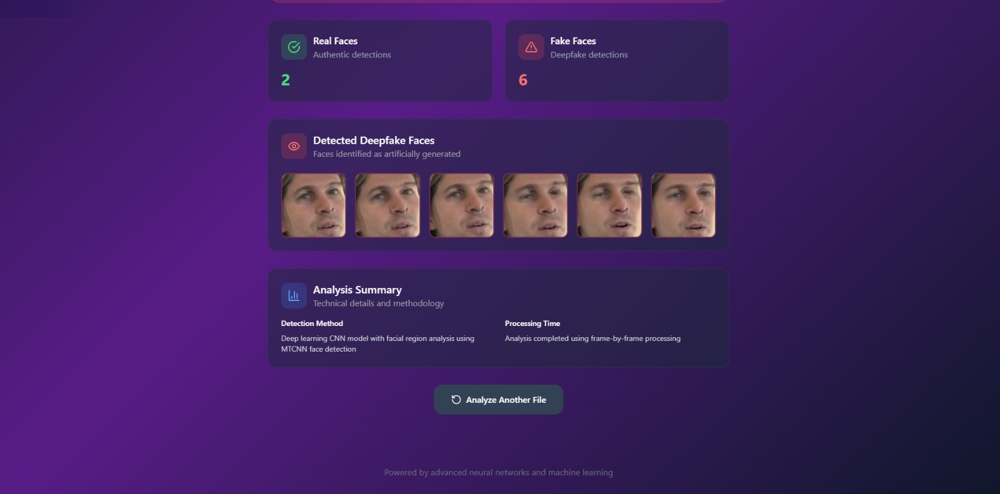 Real Faces
Authentic detections
2
Fake Faces
Deepfake detections
6
Detected Deepfake Faces
Faces identified as artificially generated
Analysis Summary
Technical details and methodology
Detection Method
Deep learning CNN model with facial region analysis using
MTCNN face detection
Processing Time
Analysis completed using frame-by-frame processing
Analyze Another File
Powered by advanced neural networks and machine learning